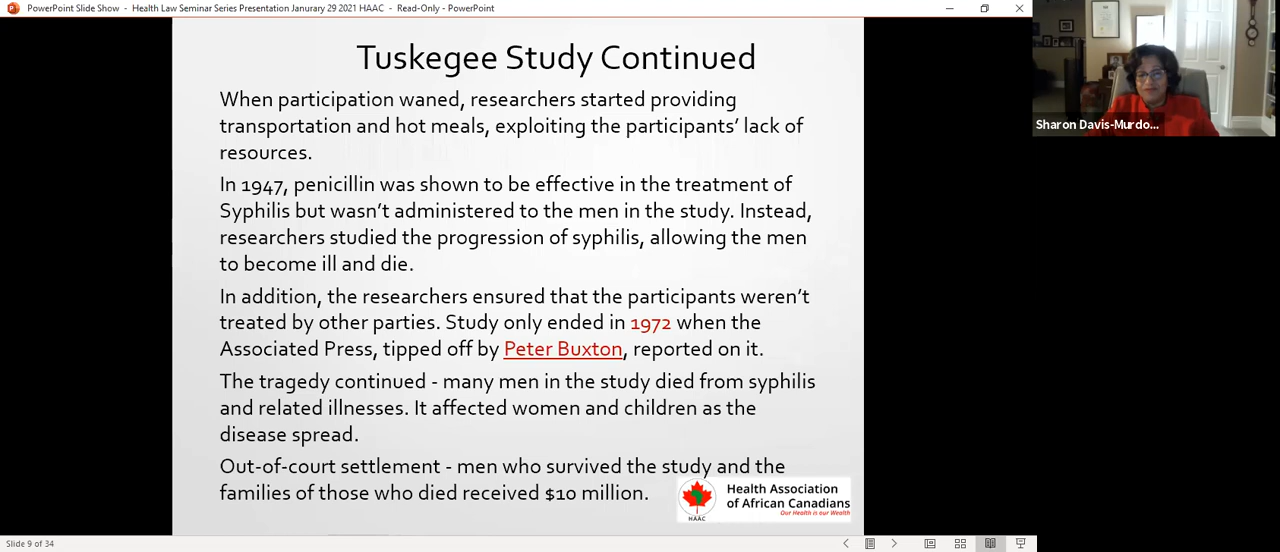 PowerPoint Slide Show - Health Law Seminar Series Presentation Janurary 29 2021 HAAC - Read-Only - PowerPoint
Tuskegee Study Continued
When participation waned, researchers started providing
transportation and hot meals, exploiting the participants' lack of
resources.
In 1947, penicillin was shown to be effective in the treatment of
Syphilis but wasn't administered to the men in the study. Instead,
researchers studied the progression of syphilis, allowing the men
to become ill and die.
In addition, the researchers ensured that the participants weren't
treated by other parties. Study only ended in 1972 when the
Associated Press, tipped off by Peter Buxton, reported on it.
The tragedy continued - many men in the study died from syphilis
and related illnesses. It affected women and children as the
disease spread.
Out-of-court settlement - men who survived the study and the
families of those who died received $10 million.
HAAC
Health Association
of African Canadians
Our Health is our Wealth
Sharon Davis-Murdo...
Slide 9 of 34